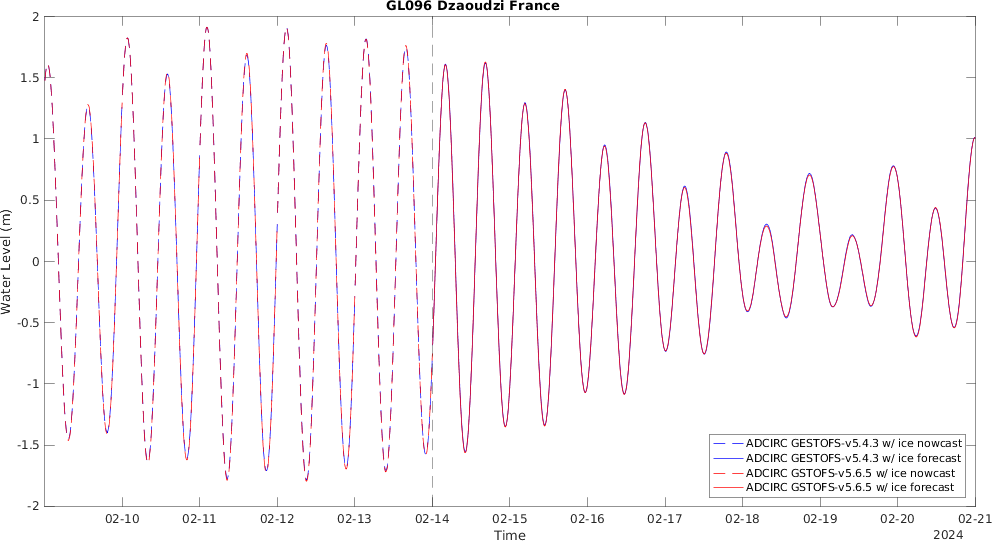 GL096 Dzaoudzi France
2
1.5
1
0.5
0
-0.5
-1
-1.5
-2
Water Level (m)
ADCIRC GESTOFS-v5.4.3 w/ ice nowcast
ADCIRC GESTOFS-v5.4.3 w/ ice forecast
ADCIRC GSTOFS-v5.6.5 w/ ice nowcast
ADCIRC GSTOFS-v5.6.5 w/ ice forecast
02-10 02-11 02-12 02-13 02-14 02-15 02-16 02-17 02-18 02-19 02-20 02-21
Time
2024